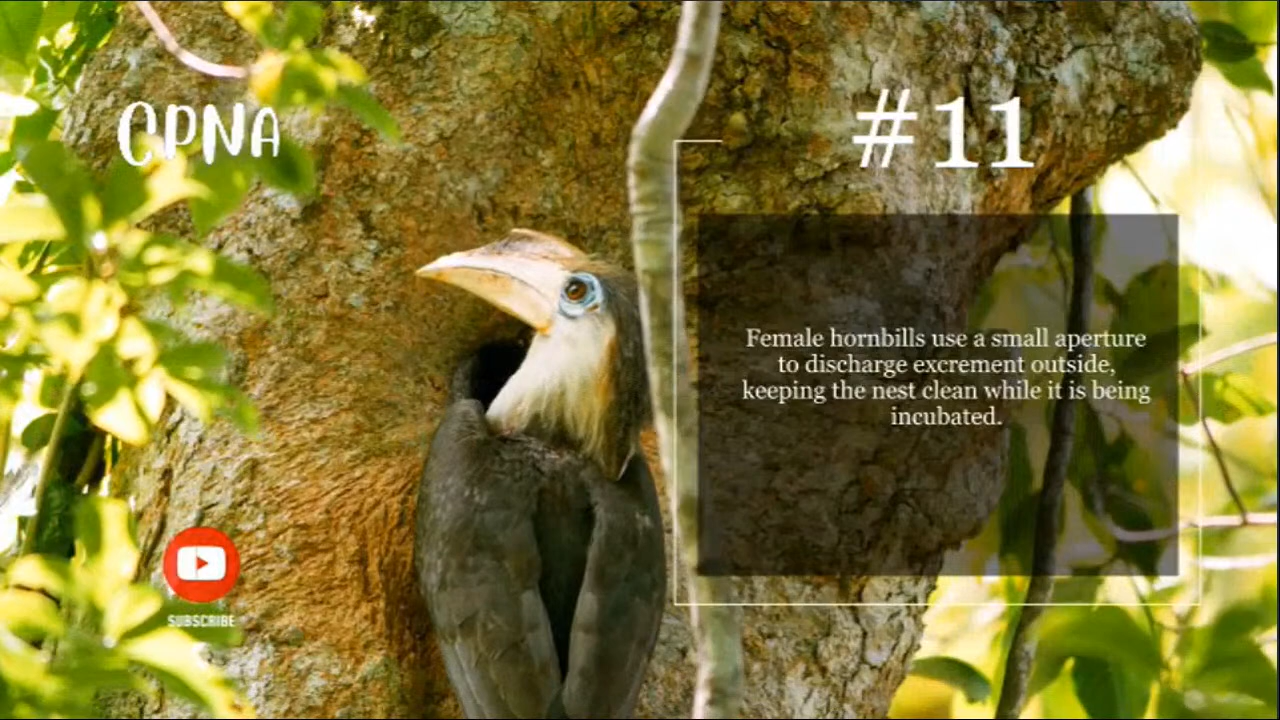 CPNA
#11
Female hornbills use a small aperture
to discharge excrement outside,
keeping the nest clean while it is being
incubated.
SUBSCRIBE